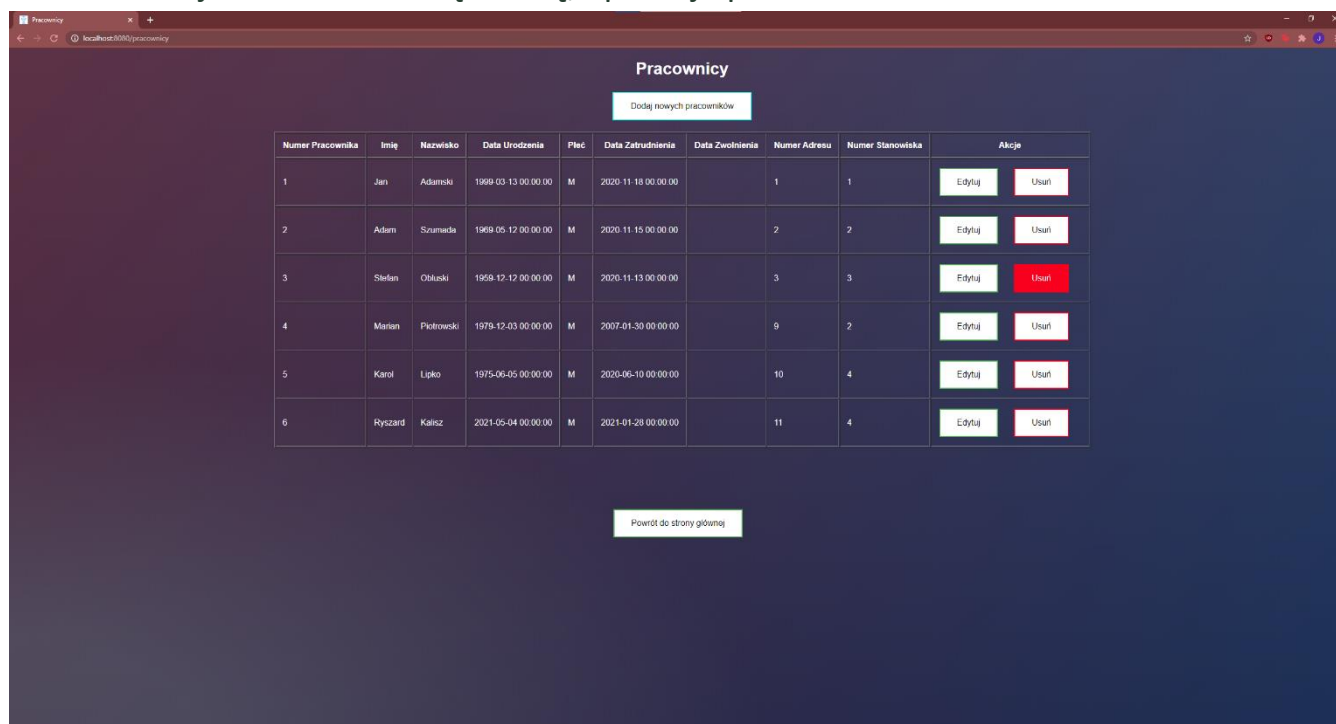 Pracownicy
localhost:8080/pracownicy
Pracownicy
Dodaj nowych pracowników
Numer Pracownika Imię Nazwisko Data Urodzenia Płeć Data Zatrudnienia Data Zwolnienia Numer Adresu Numer Stanowiska Akcje
1 Jan Adamski 1999-03-13 00:00:00 M 2020-11-18 00:00:00 1 1 Edytuj Usuń
2 Adam Szumada 1969-05-12 00:00:00 M 2020-11-15 00:00:00 2 2 Edytuj Usuń
3 Stefan Obluski 1959-12-12 00:00:00 M 2020-11-13 00:00:00 3 3 Edytuj Usuń
4 Marian Piotrowski 1979-12-03 00:00:00 M 2007-01-30 00:00:00 9 2 Edytuj Usuń
5 Karol Lipko 1975-06-05 00:00:00 M 2020-06-10 00:00:00 10 4 Edytuj Usuń
6 Ryszard Kalisz 2021-05-04 00:00:00 M 2021-01-28 00:00:00 11 4 Edytuj Usuń
Powrót do strony głównej